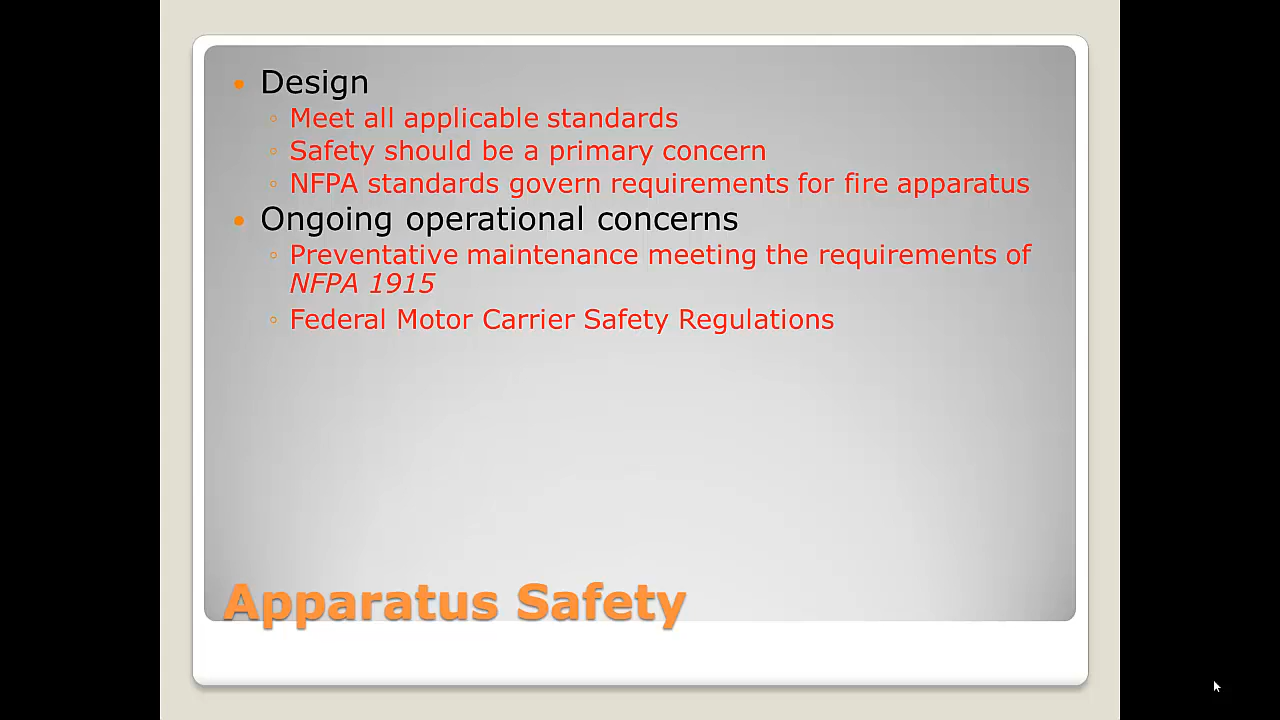 Design
Meet all applicable standards
Safety should be a primary concern
NFPA standards govern requirements for fire apparatus
Ongoing operational concerns
Preventative maintenance meeting the requirements of
NFPA 1915
Federal Motor Carrier Safety Regulations
Apparatus Safety